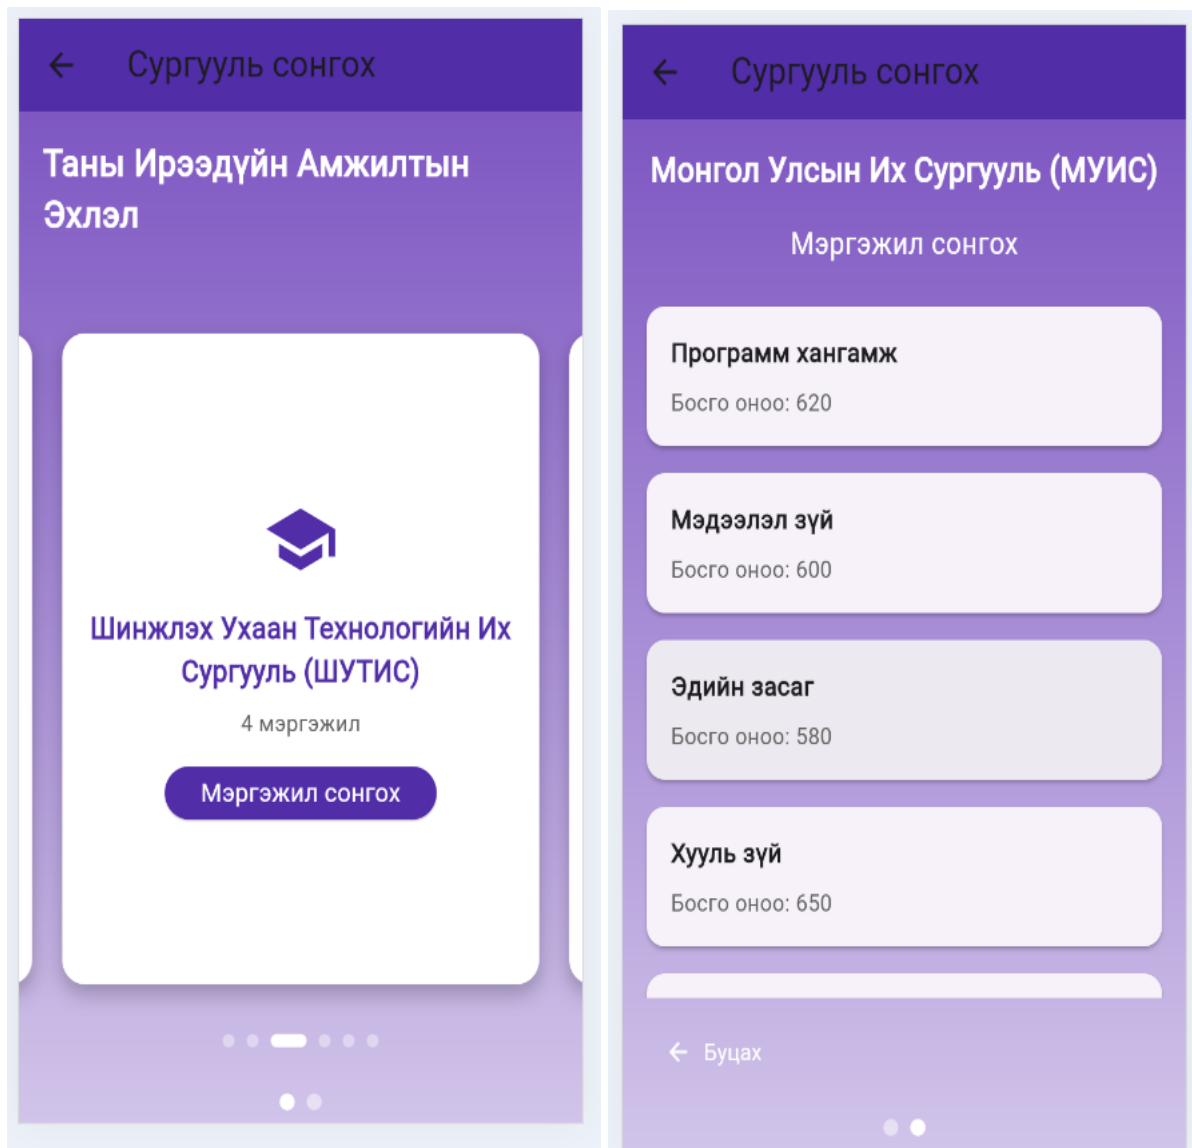 Сургууль сонгох
Таны Ирээдүйн Амжилтын
Эхлэл
Шинжлэх Ухаан Технологийн Их
Сургууль (ШУТИС)
4 мэргэжил
Мэргэжил сонгох
Сургууль сонгох
Монгол Улсын Их Сургууль (МУИС)
Мэргэжил сонгох
Программ хангамж
Босго оноо: 620
Мэдээлэл зүй
Босго оноо: 600
Эдийн засаг
Босго оноо: 580
Хууль зүй
Босго оноо: 650
Буцах